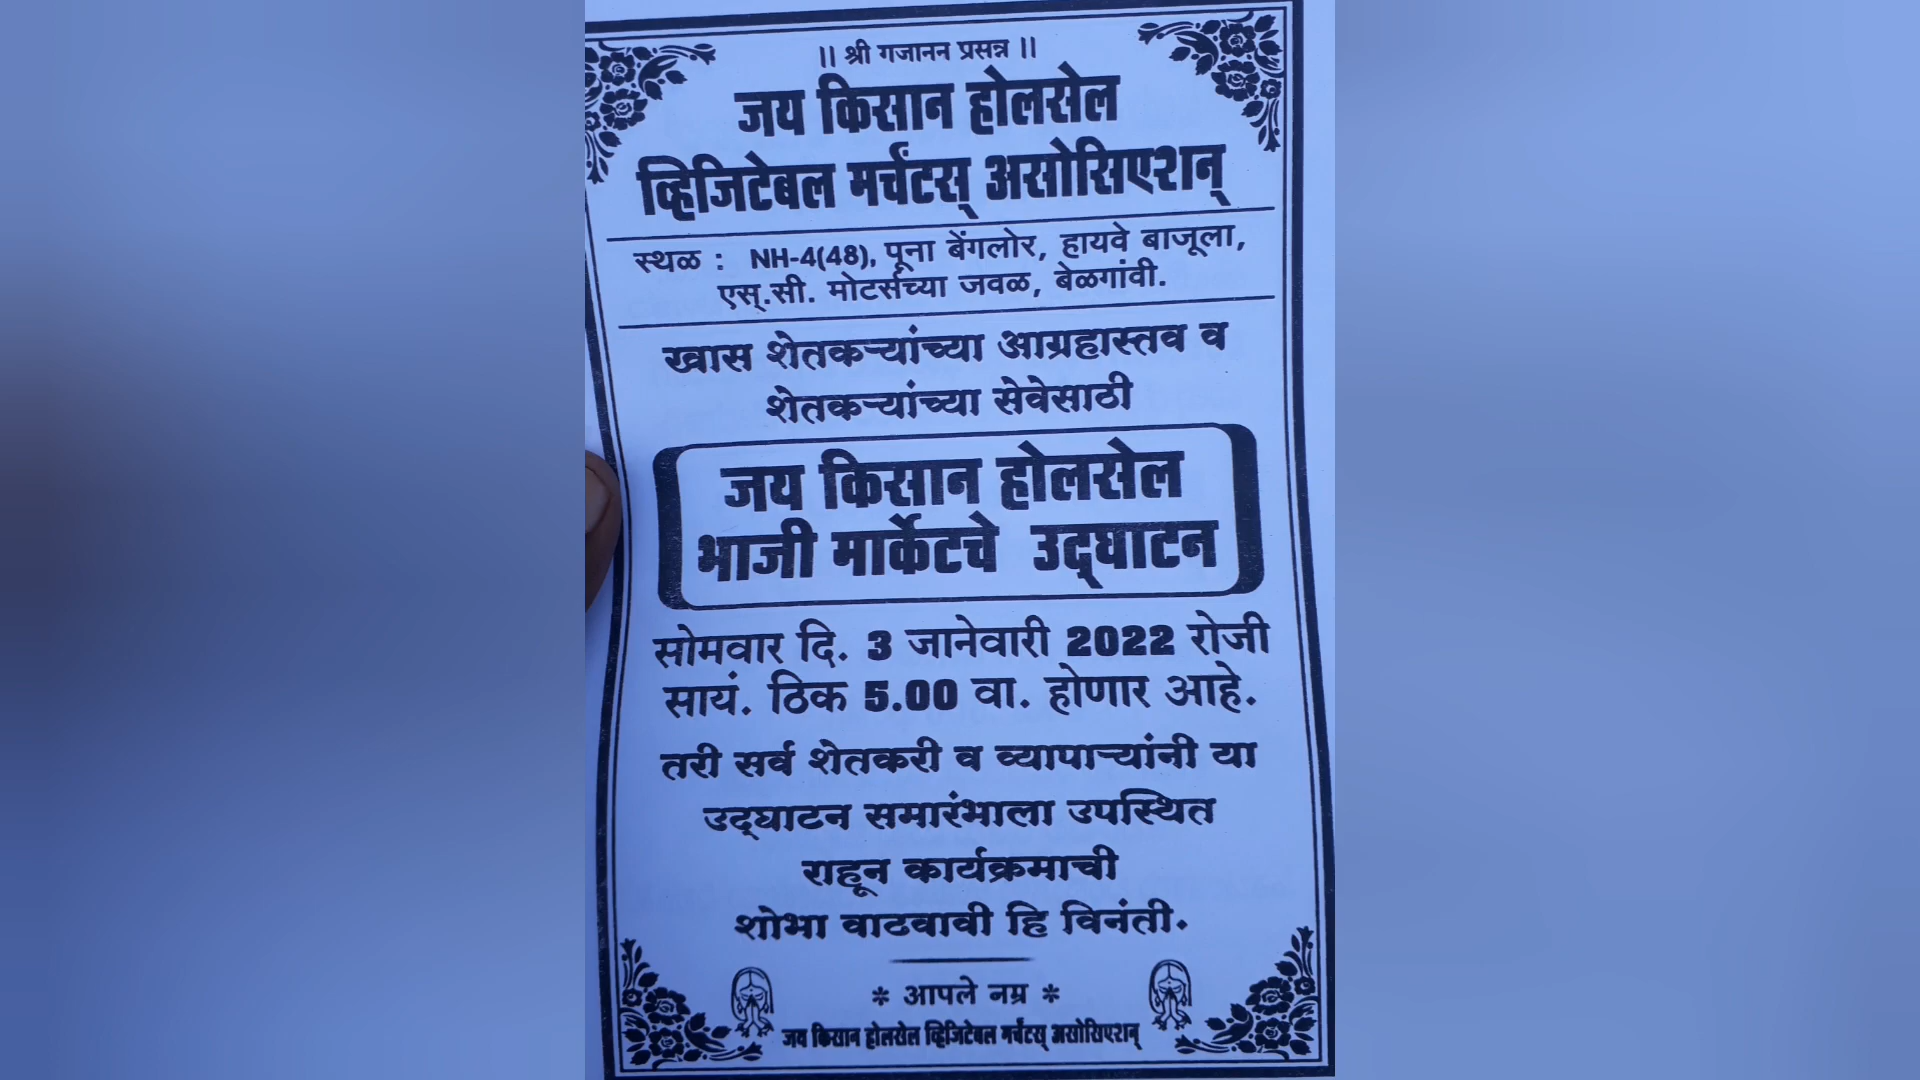 || श्री गजानन प्रसन्न ||
जय किसान होलसेल
व्हिजिटेबल मर्चंटस् असोसिएशन्
स्थळ : NH-4(48), पूना बेंगलोर, हायवे बाजूला,
एस्.सी. मोटर्सच्या जवळ, बेळगांवी.
खास शेतकऱ्यांच्या आग्रहास्तव व
शेतकऱ्यांच्या सेवेसाठी
जय किसान होलसेल
भाजी मार्केटचे उद्‌घाटन
सोमवार दि. 3 जानेवारी 2022 रोजी
सायं. ठिक 5.00 वा. होणार आहे.
तरी सर्व शेतकरी व व्यापाऱ्यांनी या
उद्‌घाटन समारंभाला उपस्थित
राहून कार्यक्रमाची
शोभा वाढवावी हि विनंती.
* आपले नम्र *
जय किसान होलसेल व्हिजिटेबल मर्चंटस् असोसिएशन्